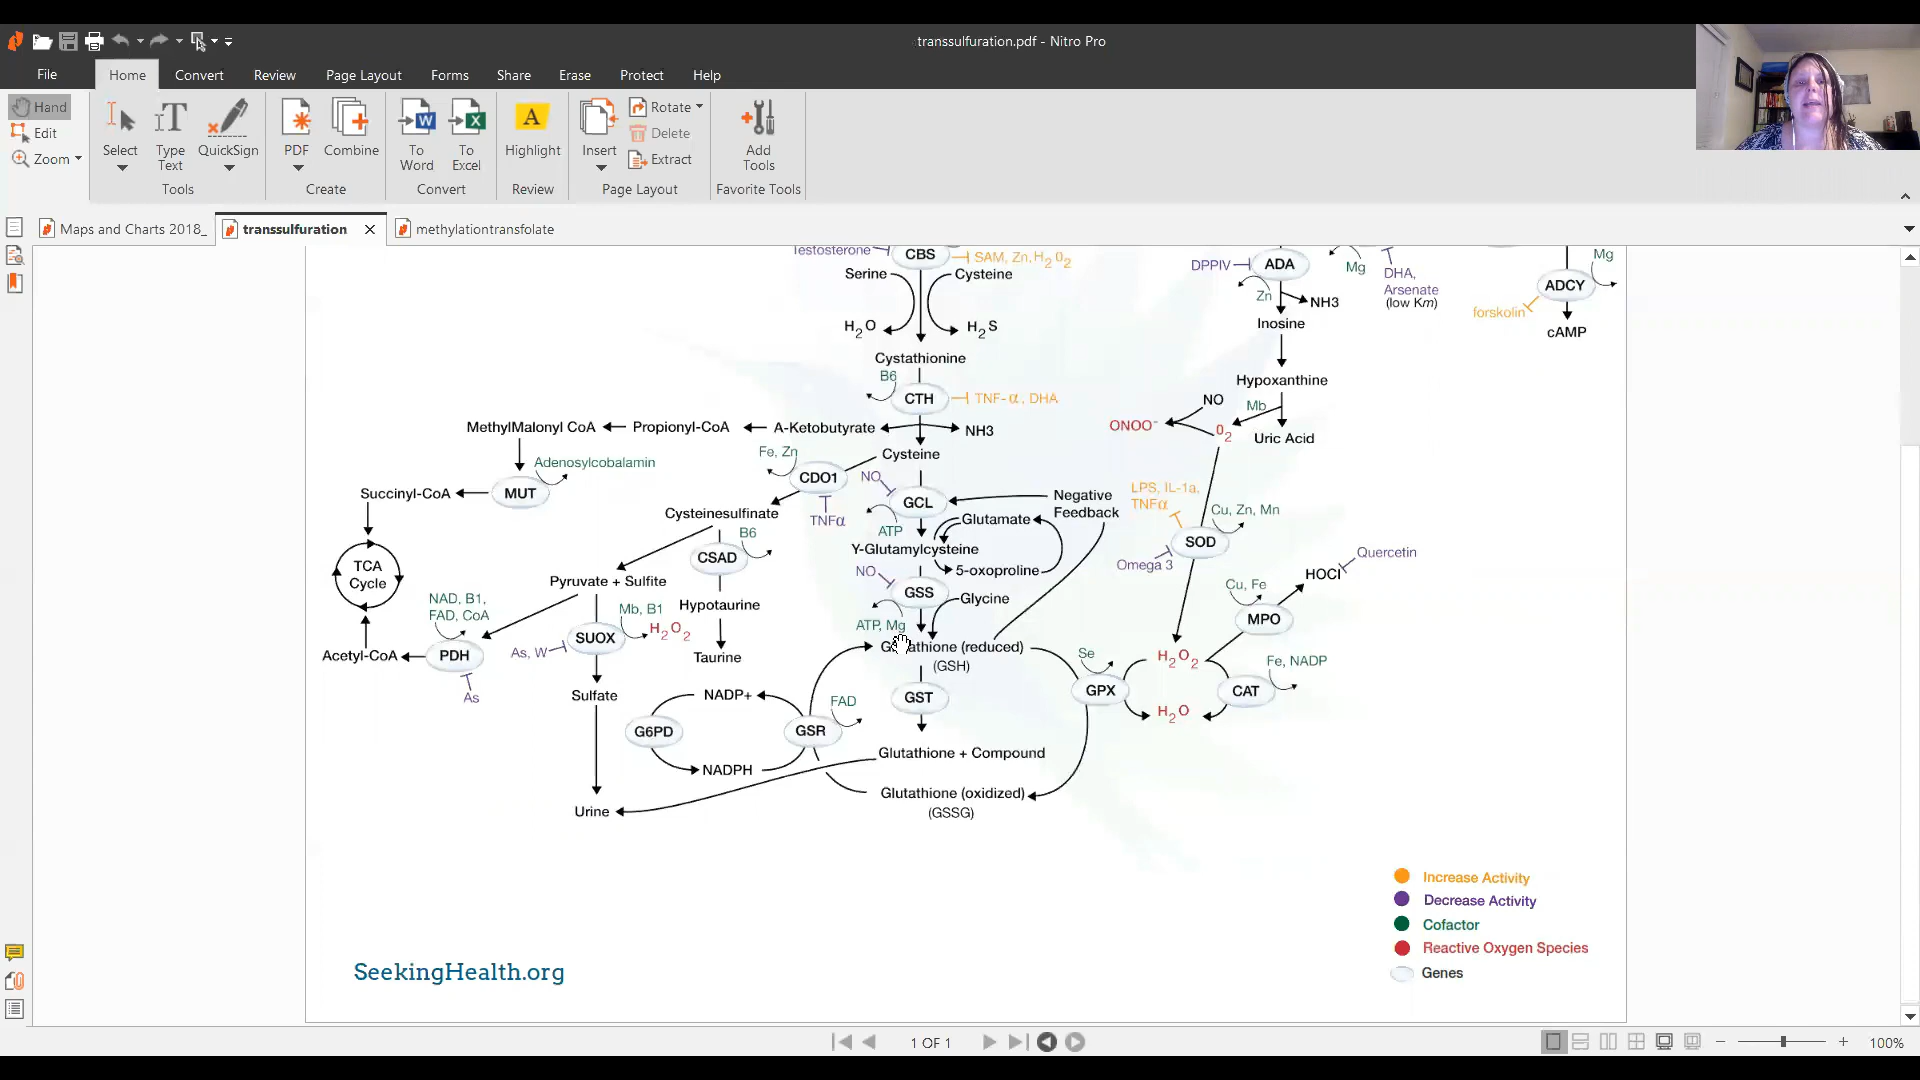 transsulfuration.pdf - Nitro Pro
File
Home
Convert
Review
Page Layout
Forms
Share
Erase
Protect
Help
Hand
Edit
Zoom
Select
Type
Text
QuickSign
Tools
PDF
Combine
Create
To
Word
To
Excel
Convert
A
Highlight
Review
Insert
Rotate
Delete
Extract
Page Layout
Add
Tools
Favorite Tools
Maps and Charts 2018_
transsulfuration
methylationtransfolate
Testosterone
CBS
SAM, Zn, H2O2
Serine
Cysteine
H2O
H2S
Cystathionine
B6
CTH
TNF-α, DHA
MethylMalonyl CoA
Propionyl-CoA
A-Ketobutyrate
NH3
Cysteine
Adenosylcobalamin
MUT
Succinyl-CoA
TCA
Cycle
Fe, Zn
CDO1
TNFα
NO
GCL
ATP
Negative
Feedback
Cysteinesulfinate
B6
CSAD
Glutamate
Y-Glutamylcysteine
5-oxoproline
NO
GSS
Glycine
ATP, Mg
Pyruvate + Sulfite
Hypotaurine
Taurine
NAD, B1,
FAD, CoA
Acetyl-CoA
PDH
As
As, W
SUOX
Mb, B1
H2O2
Sulfate
Urine
NADP+
G6PD
NADPH
GSR
FAD
Glutathione (reduced)
(GSH)
GST
Glutathione + Compound
Glutathione (oxidized)
(GSSG)
DPPIV
ADA
Zn
NH3
Mg
DHA,
Arsenate
(low Km)
Inosine
Hypoxanthine
NO
Mb
ONOO-
O2
Uric Acid
Mg
ADCY
forskolin
cAMP
LPS, IL-1a,
TNFα
Cu, Zn, Mn
SOD
Omega 3
Quercetin
HOCl
Cu, Fe
MPO
Se
GPX
H2O2
Fe, NADP
CAT
H2O
Increase Activity
Decrease Activity
Cofactor
Reactive Oxygen Species
Genes
SeekingHealth.org
1 OF 1
100%